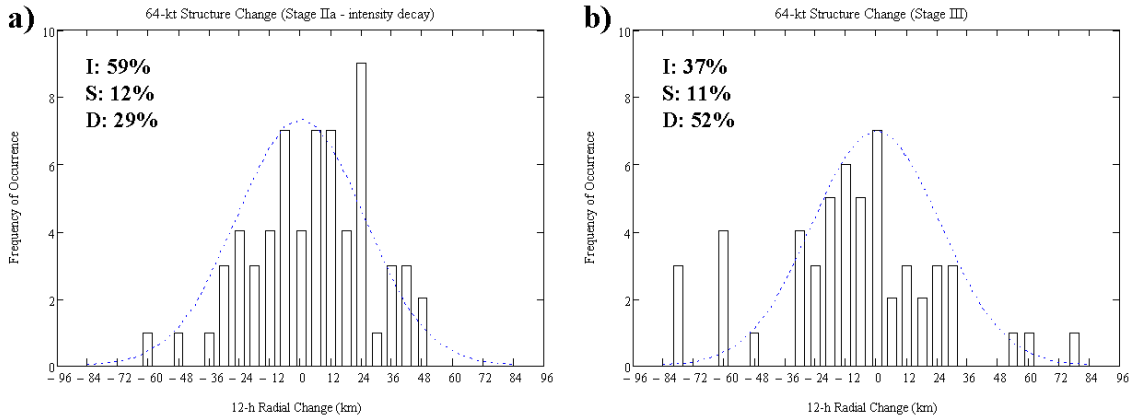 a)
64-kt Structure Change (Stage IIa - intensity decay)
I: 59%
S: 12%
D: 29%
Frequency of Occurrence
10
8
6
4
2
0
− 96 − 84 − 72 − 60 − 48 − 36 − 24 − 12 0 12 24 36 48 60 72 84 96
12-h Radial Change (km)
b)
64-kt Structure Change (Stage III)
I: 37%
S: 11%
D: 52%
Frequency of Occurrence
10
8
6
4
2
0
− 96 − 84 − 72 − 60 − 48 − 36 − 24 − 12 0 12 24 36 48 60 72 84 96
12-h Radial Change (km)